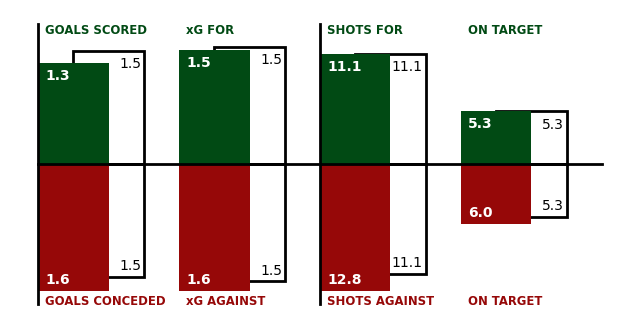 GOALS SCORED xG FOR SHOTS FOR ON TARGET
1.3 1.5 1.5 1.5 11.1 11.1 5.3 5.3
1.6 1.5 1.6 1.5 12.8 11.1 6.0 5.3
GOALS CONCEDED xG AGAINST SHOTS AGAINST ON TARGET